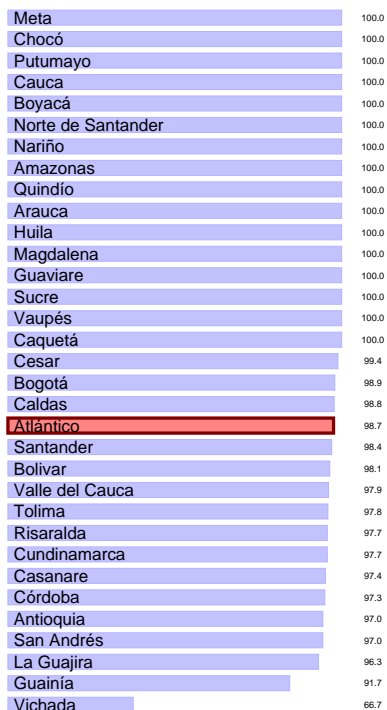 Meta 100.0
Chocó 100.0
Putumayo 100.0
Cauca 100.0
Boyacá 100.0
Norte de Santander 100.0
Nariño 100.0
Amazonas 100.0
Quindío 100.0
Arauca 100.0
Huila 100.0
Magdalena 100.0
Guaviare 100.0
Sucre 100.0
Vaupés 100.0
Caquetá 100.0
Cesar 99.4
Bogotá 98.9
Caldas 98.8
Atlántico 98.7
Santander 98.4
Bolivar 98.1
Valle del Cauca 97.9
Tolima 97.8
Risaralda 97.7
Cundinamarca 97.7
Casanare 97.4
Córdoba 97.3
Antioquia 97.0
San Andrés 97.0
La Guajira 96.3
Guainía 91.7
Vichada 66.7